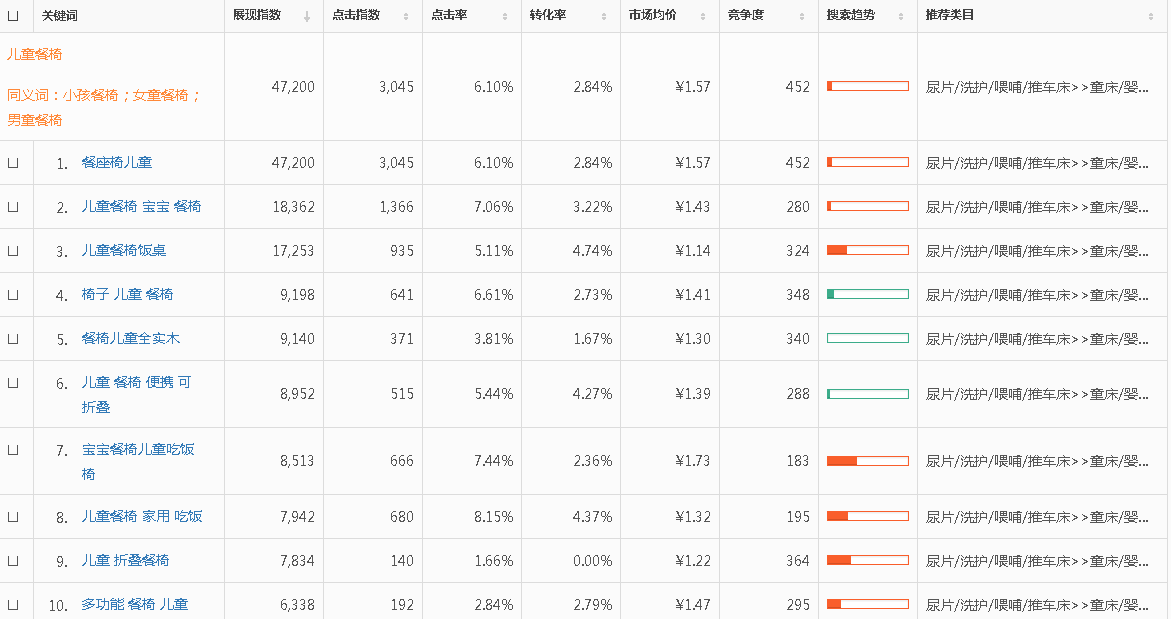 关键词 展现指数 点击指数 点击率 转化率 市场均价 竞争度 搜索趋势 推荐类目
儿童餐椅
同义词：小孩餐椅；女童餐椅；
男童餐椅
47,200 3,045 6.10% 2.84% ¥1.57 452 尿片/洗护/喂哺/推车床>>童床/婴...
1. 餐座椅儿童 47,200 3,045 6.10% 2.84% ¥1.57 452 尿片/洗护/喂哺/推车床>>童床/婴...
2. 儿童餐椅 宝宝 餐椅 18,362 1,366 7.06% 3.22% ¥1.43 280 尿片/洗护/喂哺/推车床>>童床/婴...
3. 儿童餐椅饭桌 17,253 935 5.11% 4.74% ¥1.14 324 尿片/洗护/喂哺/推车床>>童床/婴...
4. 椅子 儿童 餐椅 9,198 641 6.61% 2.73% ¥1.41 348 尿片/洗护/喂哺/推车床>>童床/婴...
5. 餐椅儿童全实木 9,140 371 3.81% 1.67% ¥1.30 340 尿片/洗护/喂哺/推车床>>童床/婴...
6. 儿童 餐椅 便携 可
折叠
8,952 515 5.44% 4.27% ¥1.39 288 尿片/洗护/喂哺/推车床>>童床/婴...
7. 宝宝餐椅儿童吃饭
椅
8,513 666 7.44% 2.36% ¥1.73 183 尿片/洗护/喂哺/推车床>>童床/婴...
8. 儿童餐椅 家用 吃饭 7,942 680 8.15% 4.37% ¥1.32 195 尿片/洗护/喂哺/推车床>>童床/婴...
9. 儿童 折叠餐椅 7,834 140 1.66% 0.00% ¥1.22 364 尿片/洗护/喂哺/推车床>>童床/婴...
10. 多功能 餐椅 儿童 6,338 192 2.84% 2.79% ¥1.47 295 尿片/洗护/喂哺/推车床>>童床/婴...